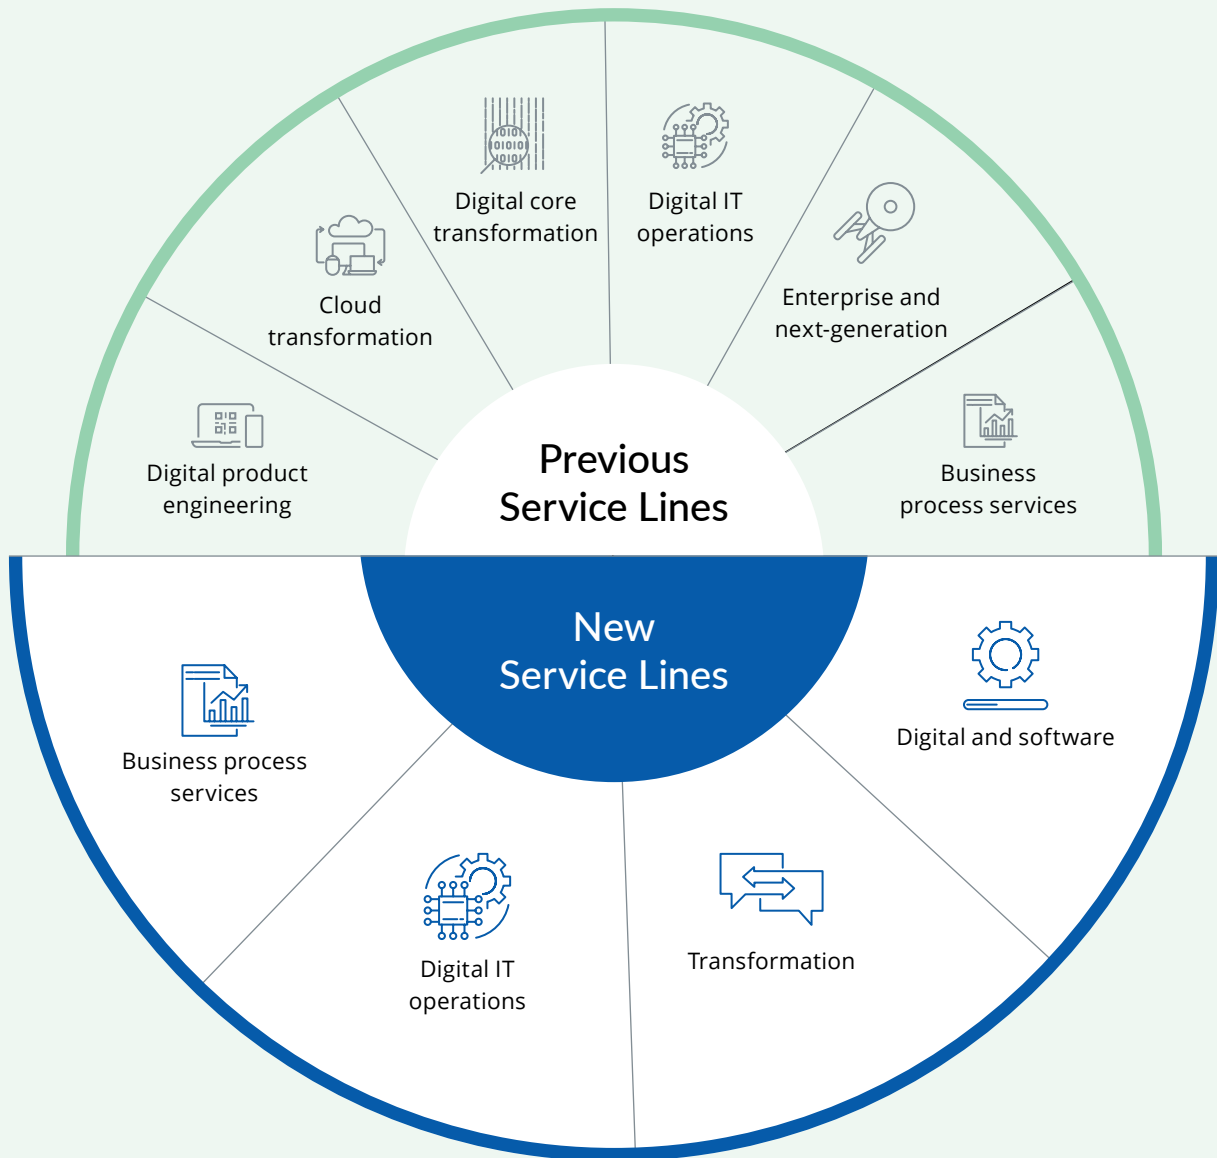 Digital core
transformation
Digital IT
operations
Cloud
transformation
Enterprise and
next-generation
Digital product
engineering
Business
process services
Previous
Service Lines
New
Service Lines
Business process
services
Digital and software
Digital IT
operations
Transformation